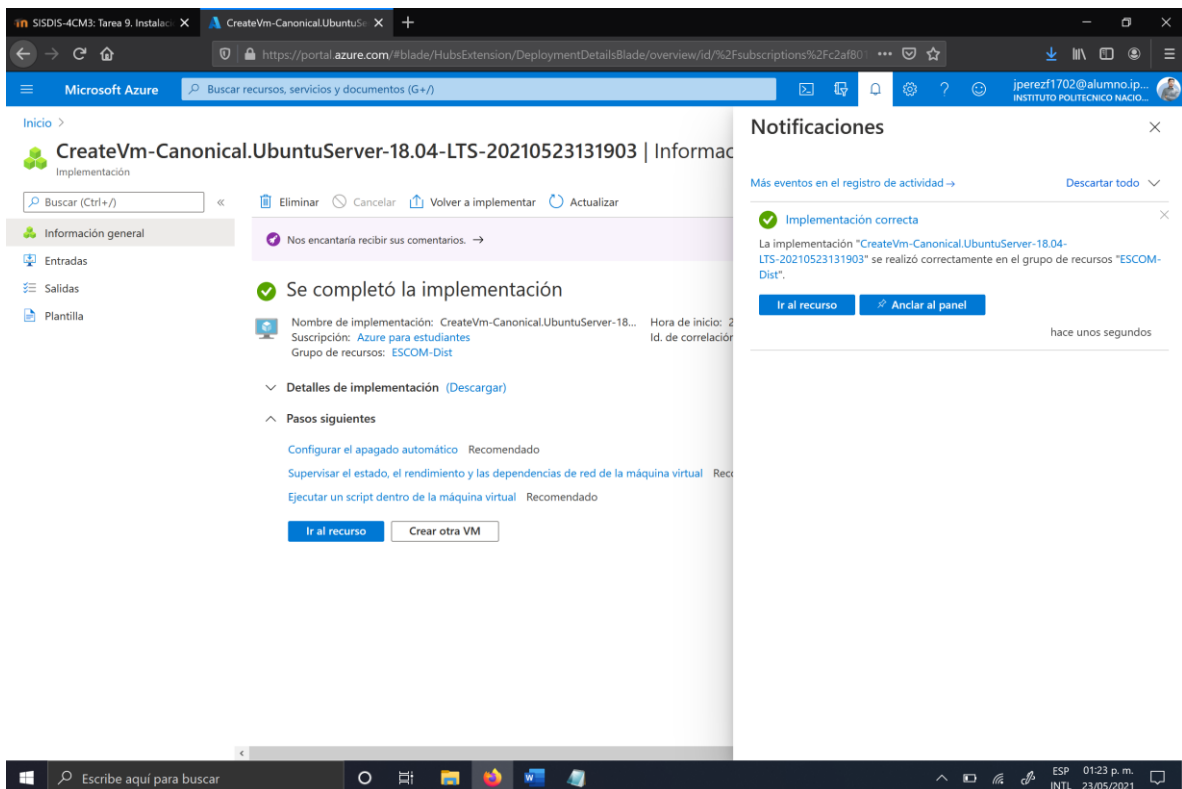 SISDIS-4CM3: Tarea 9. Instalac
CreateVm-Canonical.UbuntuSe
https://portal.azure.com/#blade/HubsExtension/DeploymentDetailsBlade/overview/id/%2Fsubscriptions%2Fc2af80
Microsoft Azure
Buscar recursos, servicios y documentos (G+/)
jperezf1702@alumno.ip...
INSTITUTO POLITECNICO NACIO...
Inicio >
CreateVm-Canonical.UbuntuServer-18.04-LTS-20210523131903 | Informac
Implementación
Buscar (Ctrl+/)
«
Información general
Entradas
Salidas
Plantilla
Eliminar Cancelar Volver a implementar Actualizar
Nos encantaría recibir sus comentarios. →
Se completó la implementación
Nombre de implementación: CreateVm-Canonical.UbuntuServer-18... Hora de inicio: 2
Suscripción: Azure para estudiantes Id. de correlación
Grupo de recursos: ESCOM-Dist
Detalles de implementación (Descargar)
Pasos siguientes
Configurar el apagado automático Recomendado
Supervisar el estado, el rendimiento y las dependencias de red de la máquina virtual Reco
Ejecutar un script dentro de la máquina virtual Recomendado
Ir al recurso Crear otra VM
Notificaciones
Más eventos en el registro de actividad → Descartar todo
Implementación correcta
La implementación "CreateVm-Canonical.UbuntuServer-18.04-
LTS-20210523131903" se realizó correctamente en el grupo de recursos "ESCOM-
Dist".
Ir al recurso Anclar al panel
hace unos segundos
Escribe aquí para buscar
ESP
INTL
01:23 p. m.
23/05/2021